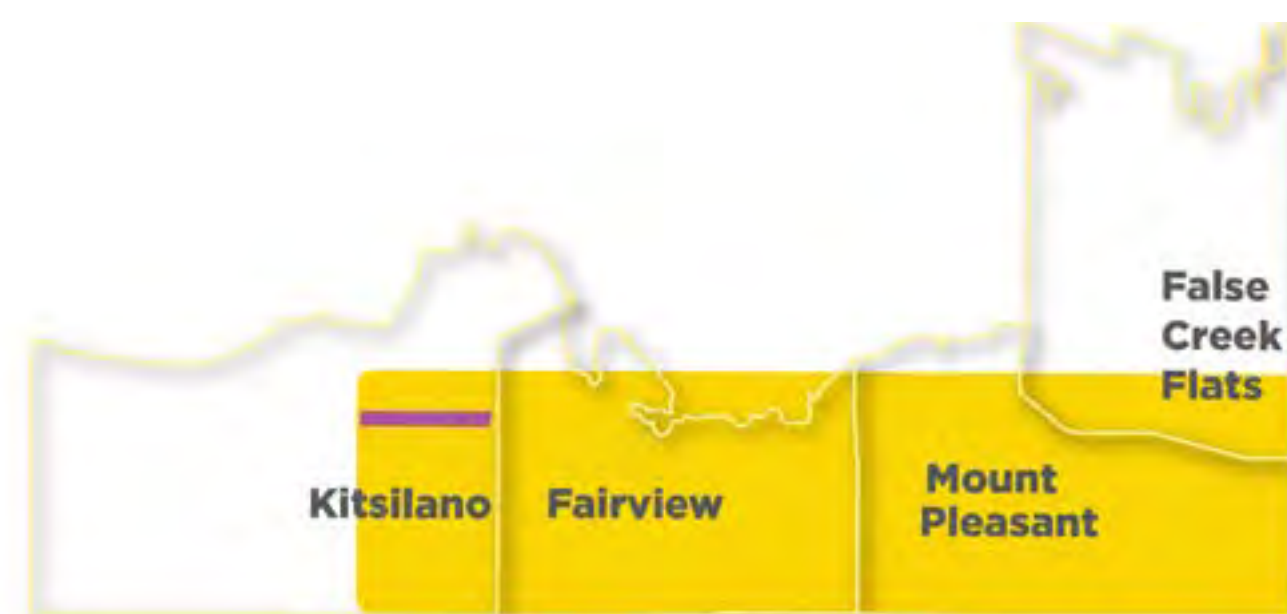 False
Creek
Flats
Kitsilano
Fairview
Mount
Pleasant